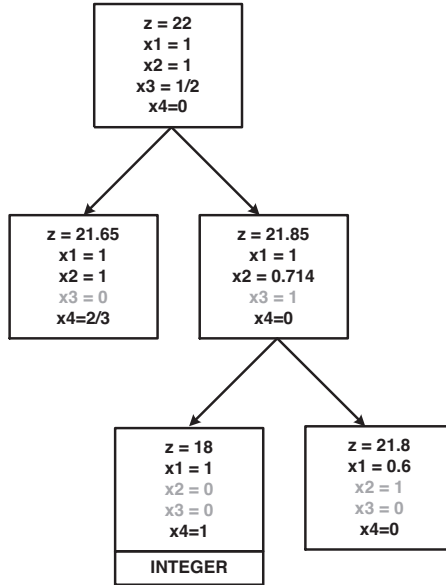 z = 22
x1 = 1
x2 = 1
x3 = 1/2
x4=0
z = 21.65
x1 = 1
x2 = 1
x3 = 0
x4=2/3
z = 21.85
x1 = 1
x2 = 0.714
x3 = 1
x4=0
z = 18
x1 = 1
x2 = 0
x3 = 0
x4=1
INTEGER
z = 21.8
x1 = 0.6
x2 = 1
x3 = 0
x4=0